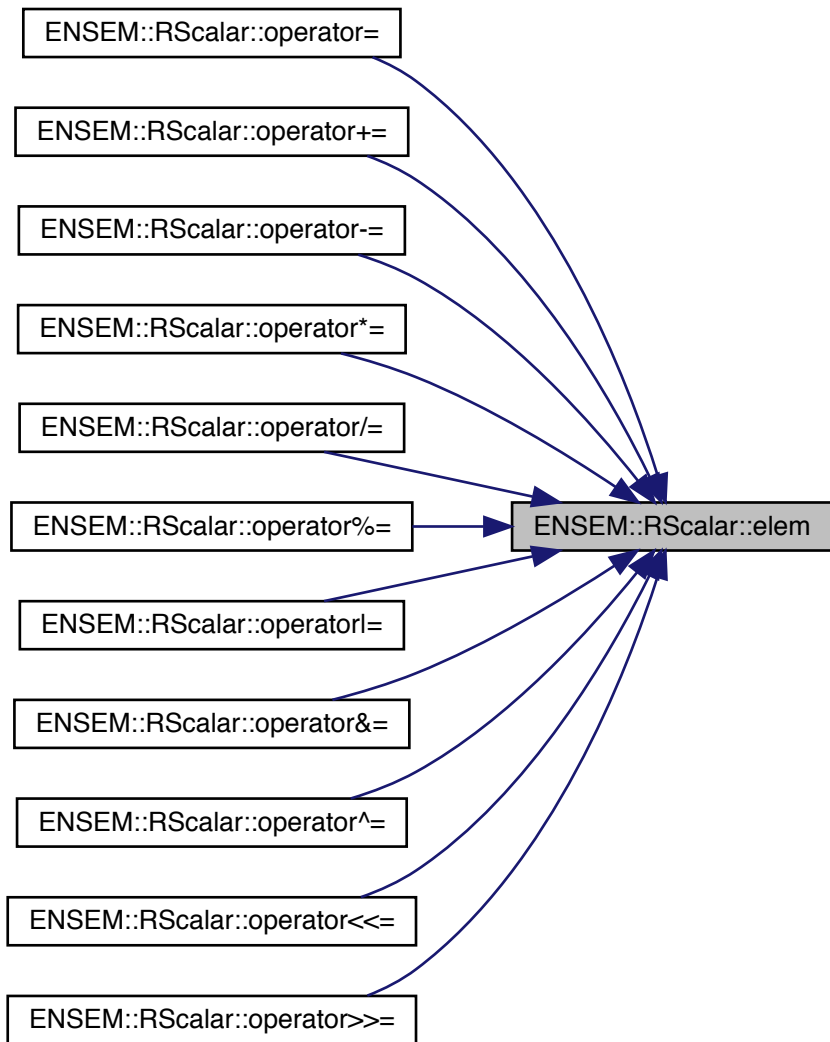 ENSEM::RScalar::operator=
ENSEM::RScalar::operator+=
ENSEM::RScalar::operator-=
ENSEM::RScalar::operator*=
ENSEM::RScalar::operator/=
ENSEM::RScalar::operator%=
ENSEM::RScalar::elem
ENSEM::RScalar::operator|=
ENSEM::RScalar::operator&=
ENSEM::RScalar::operator^=
ENSEM::RScalar::operator<<=
ENSEM::RScalar::operator>>=